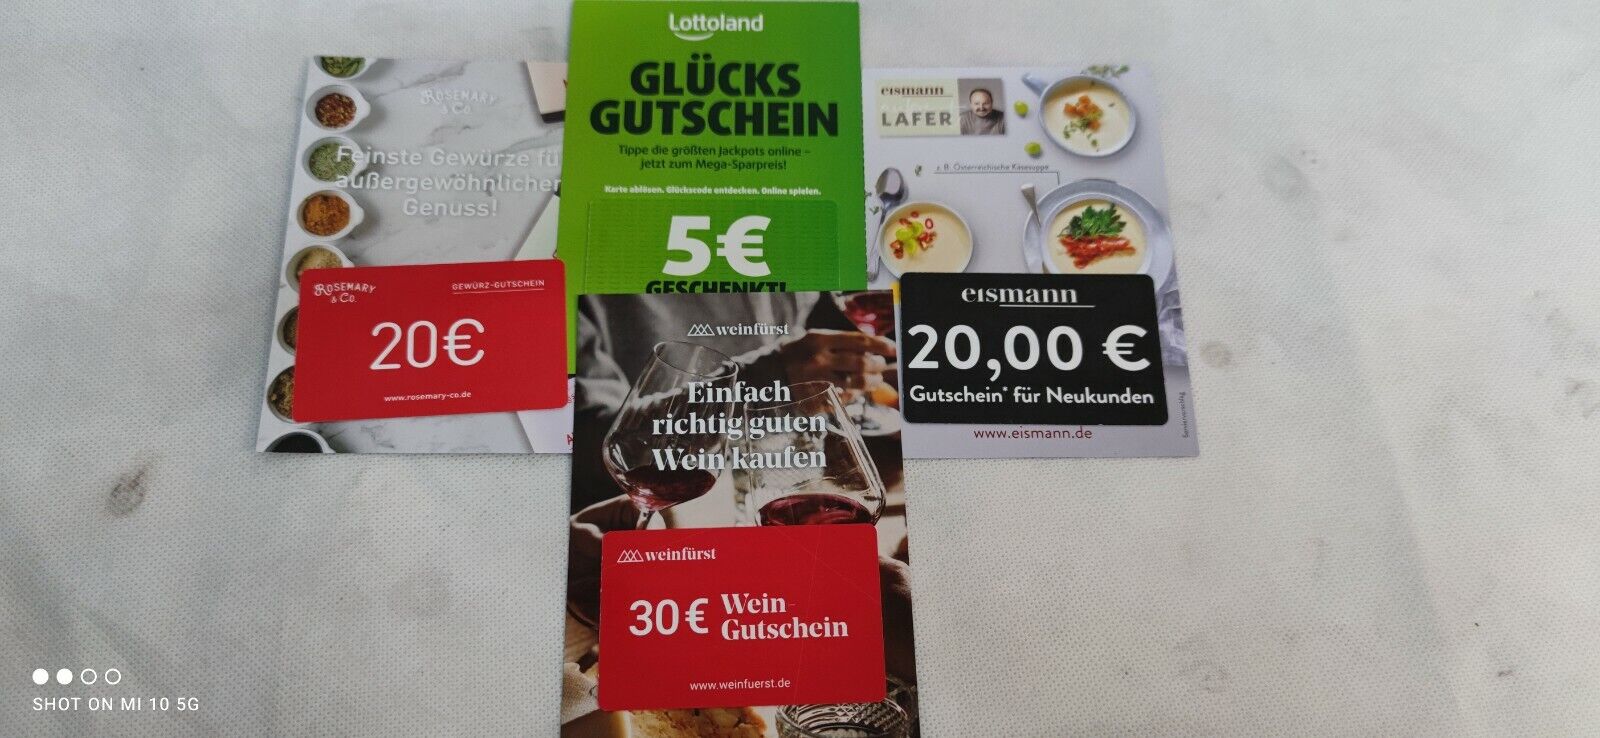 ROSEMARY
& Co.
Feinste Gewürze fü
außergewöhnlichen
Genuss!
ROSEMARY
& Co.
GEWÜRZ-GUTSCHEIN
20€
www.rosemary-co.de
Lottoland
GLÜCKS
GUTSCHEIN
Tippe die größten Jackpots online –
jetzt zum Mega-Sparpreis!
Karte ablösen. Glückscode entdecken. Online spielen.
5€
GESCHENKT!
eismann
LAFER
z. B. Österreichische Käsesuppe
eismann
20,00 €
Gutschein* für Neukunden
www.eismann.de
Serviervorschlag
weinfürst
Einfach
richtig guten
Wein kaufen
weinfürst
30€ Wein-
Gutschein
www.weinfuerst.de
SHOT ON MI 10 5G